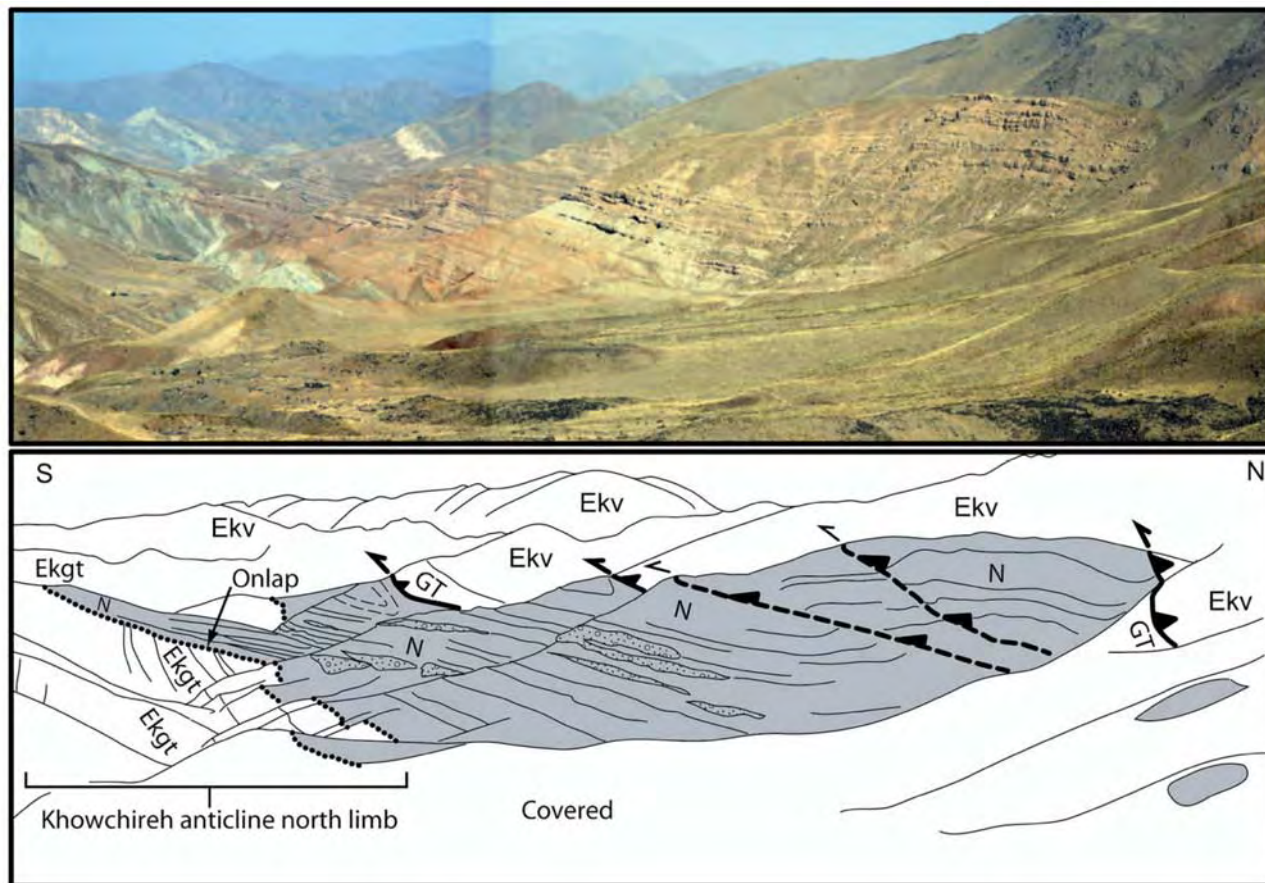 S
N
Ekv
Ekv
Ekv
Ekv
Ekgt
Onlap
GT
N
N
N
N
Ekv
GT
Ekgt
Ekgt
Khowchireh anticline north limb
Covered